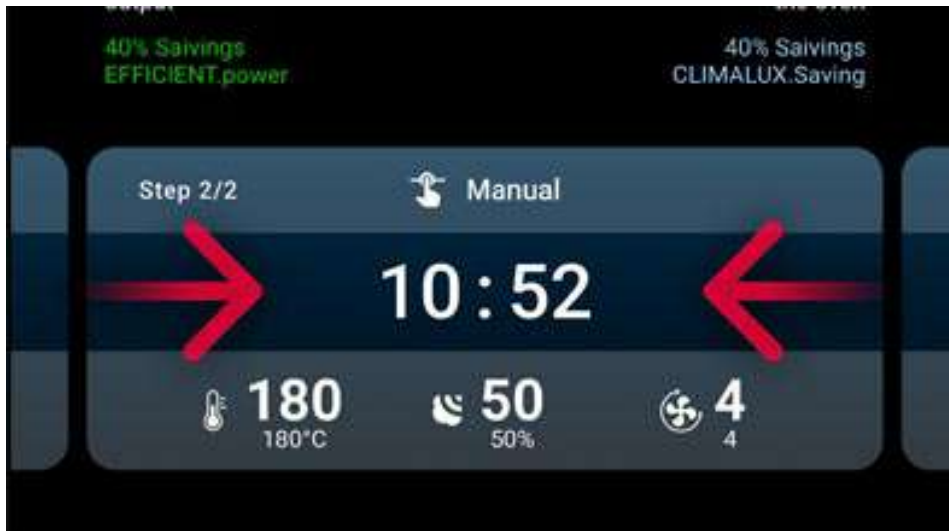 40% Saivings
EFFICIENT.power
40% Saivings
CLIMALUX.Saving
Step 2/2
Manual
10:52
180
180°C
50
50%
4
4